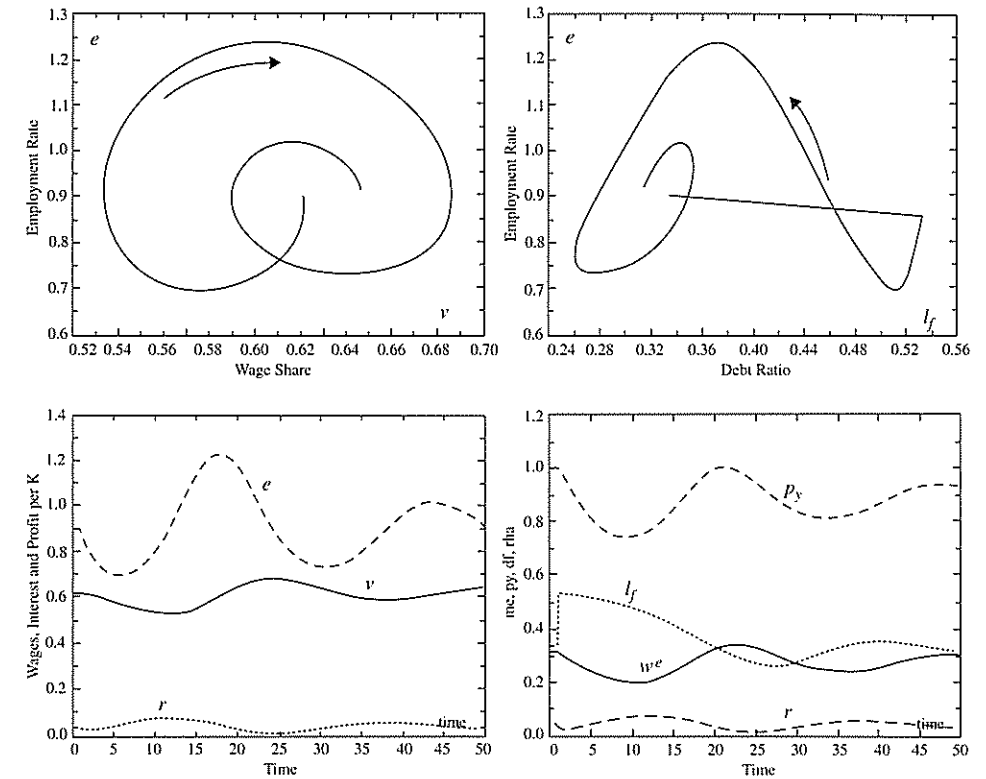 1.3
1.2
1.1
1.0
0.9
0.8
0.7
0.6
Employment Rate
e
v
0.52 0.54 0.56 0.58 0.60 0.62 0.64 0.66 0.68 0.70
Wage Share
1.3
1.2
1.1
1.0
0.9
0.8
0.7
0.6
Employment Rate
e
lf
0.24 0.28 0.32 0.36 0.40 0.44 0.48 0.52 0.56
Debt Ratio
1.4
1.2
1.0
0.8
0.6
0.4
0.2
0.0
Wages, Interest and Profit per K
e
v
r
time
0 5 10 15 20 25 30 35 40 45 50
Time
1.2
1.0
0.8
0.6
0.4
0.2
0.0
me, py, df, rha
py
lf
we
r
time
0 5 10 15 20 25 30 35 40 45 50
Time